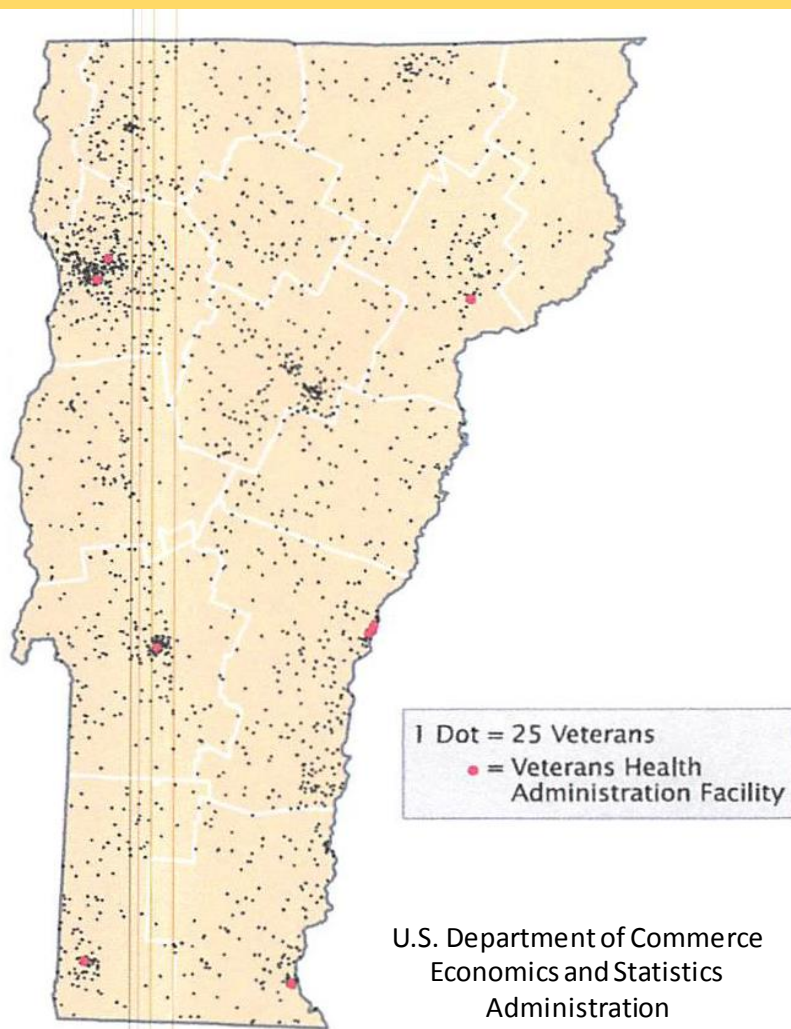 1 Dot = 25 Veterans
= Veterans Health
Administration Facility
U.S. Department of Commerce
Economics and Statistics
Administration